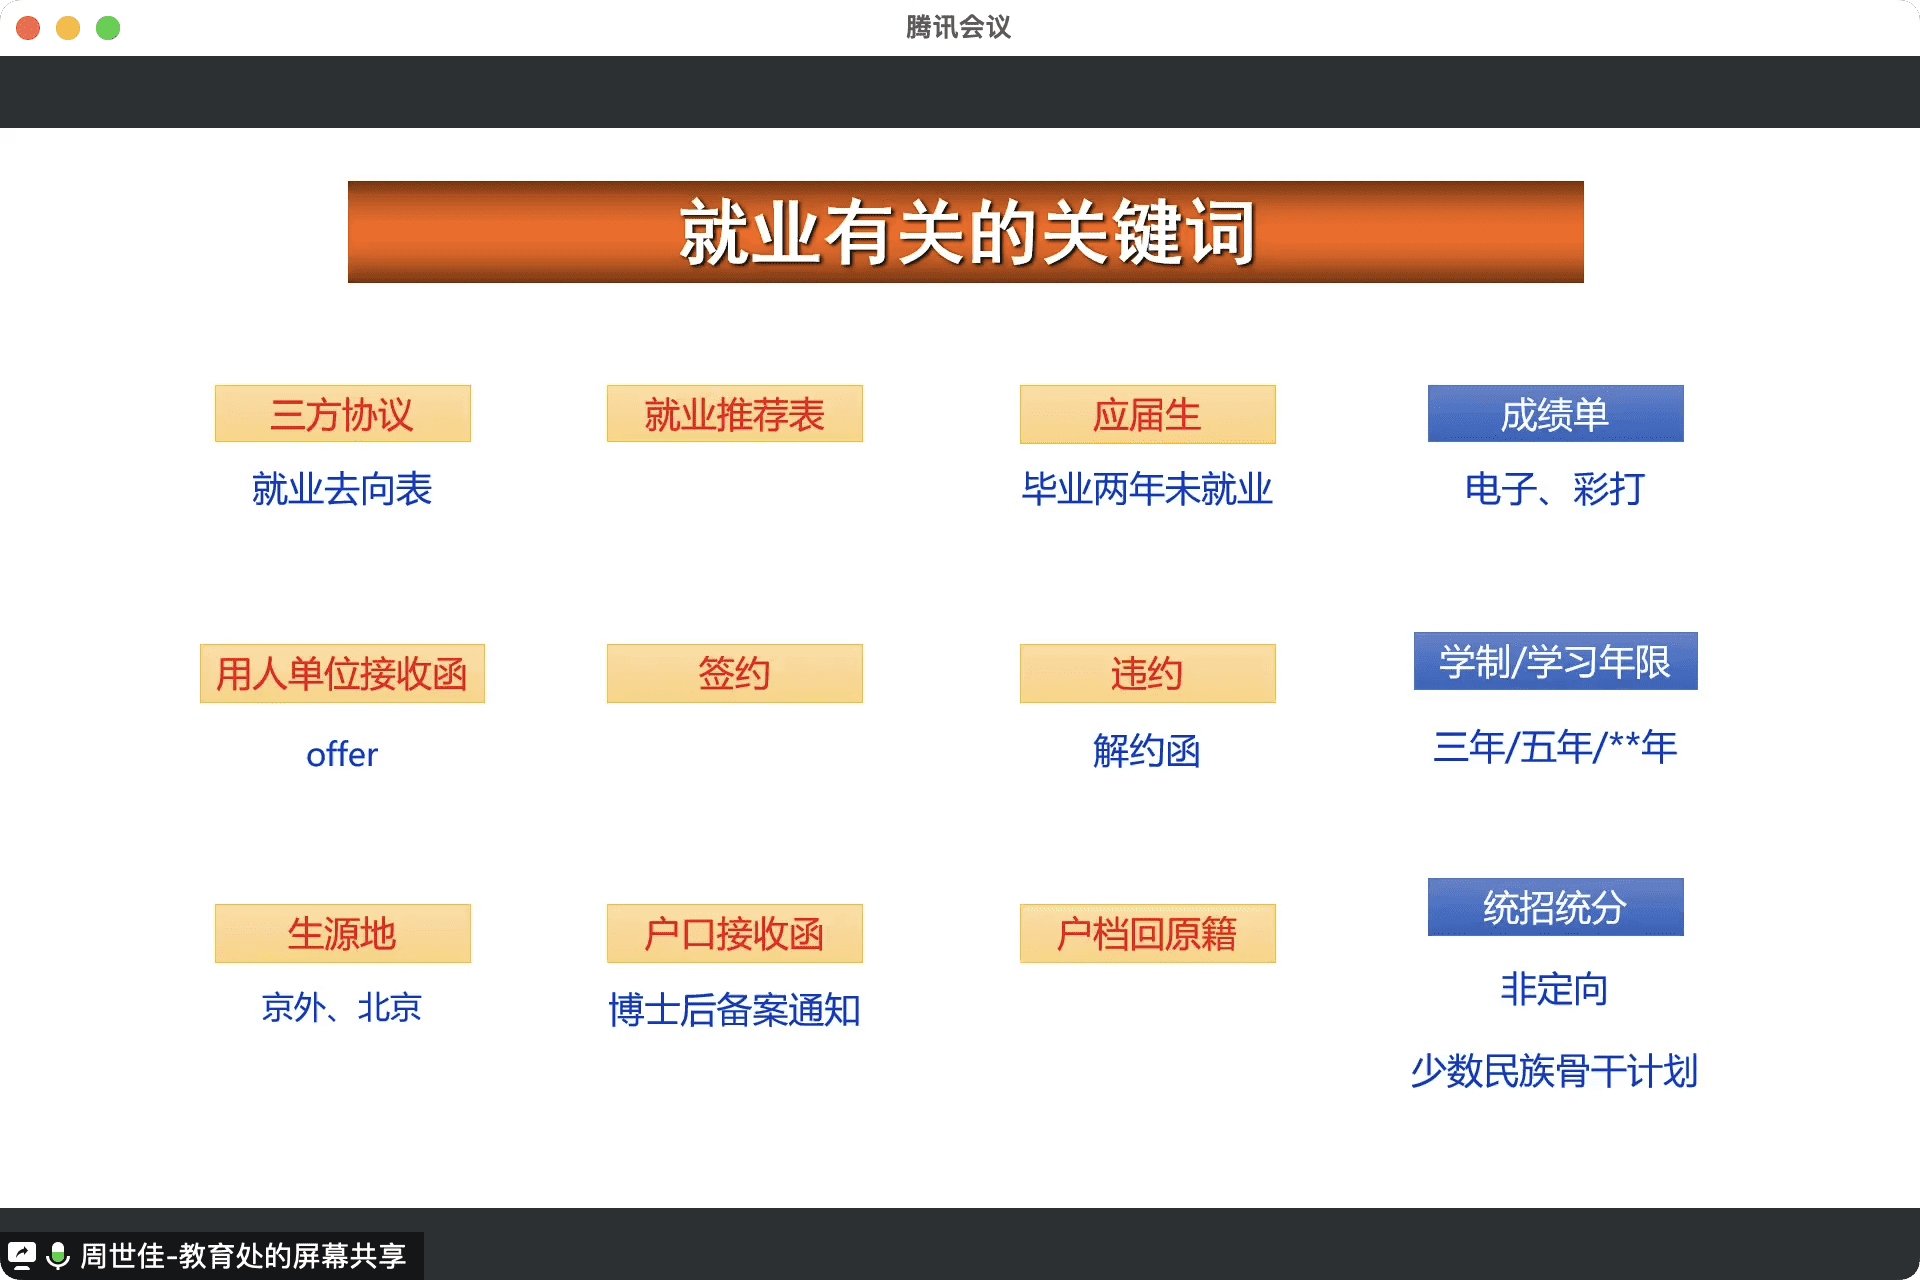 腾讯会议
就业有关的关键词
三方协议
就业推荐表
应届生
成绩单
就业去向表
毕业两年未就业
电子、彩打
用人单位接收函
签约
违约
学制/学习年限
offer
解约函
三年/五年/**年
生源地
户口接收函
户档回原籍
统招统分
京外、北京
博士后备案通知
非定向
少数民族骨干计划
周世佳-教育处的屏幕共享